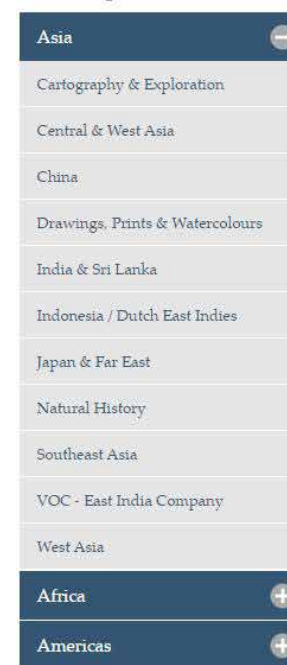 Asia
Cartography & Exploration
Central & West Asia
China
Drawings, Prints & Watercolours
India & Sri Lanka
Indonesia / Dutch East Indies
Japan & Far East
Natural History
Southeast Asia
VOC - East India Company
West Asia
Africa
Americas